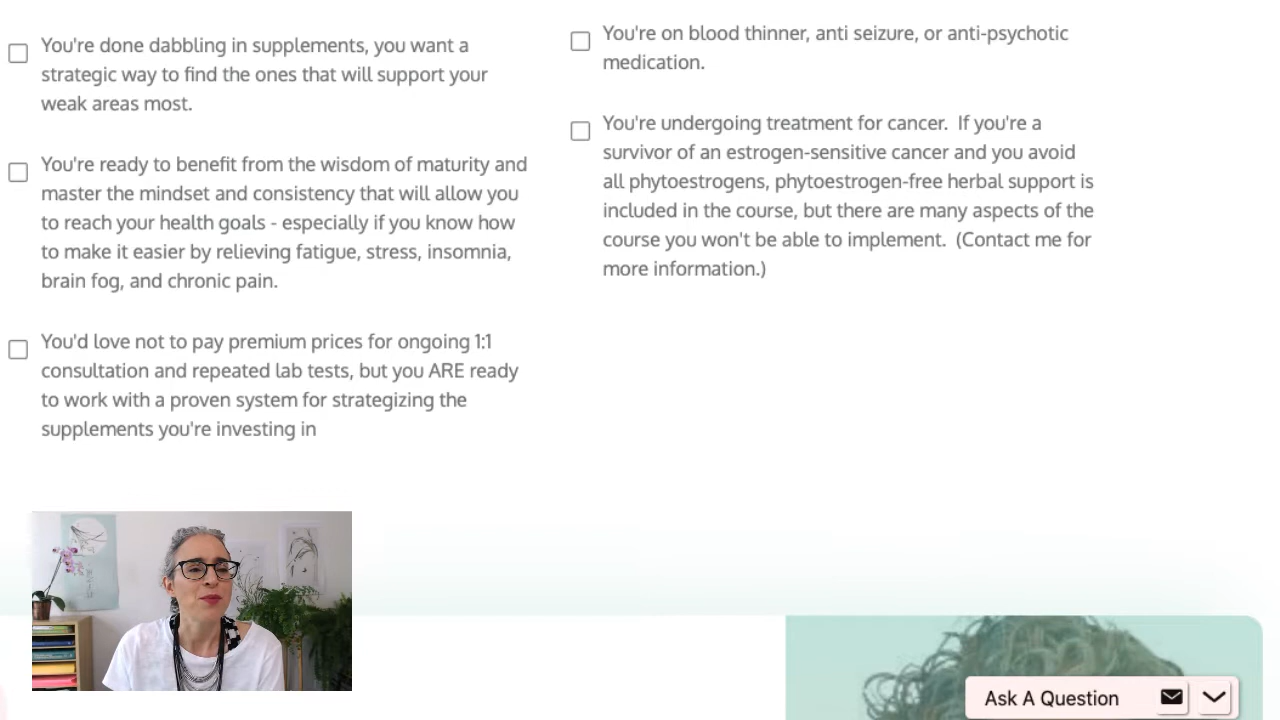 You're done dabbling in supplements, you want a
strategic way to find the ones that will support your
weak areas most.
You're ready to benefit from the wisdom of maturity and
master the mindset and consistency that will allow you
to reach your health goals - especially if you know how
to make it easier by relieving fatigue, stress, insomnia,
brain fog, and chronic pain.
You'd love not to pay premium prices for ongoing 1:1
consultation and repeated lab tests, but you ARE ready
to work with a proven system for strategizing the
supplements you're investing in
You're on blood thinner, anti seizure, or anti-psychotic
medication.
You're undergoing treatment for cancer.  If you're a
survivor of an estrogen-sensitive cancer and you avoid
all phytoestrogens, phytoestrogen-free herbal support is
included in the course, but there are many aspects of the
course you won't be able to implement.  (Contact me for
more information.)
Ask A Question